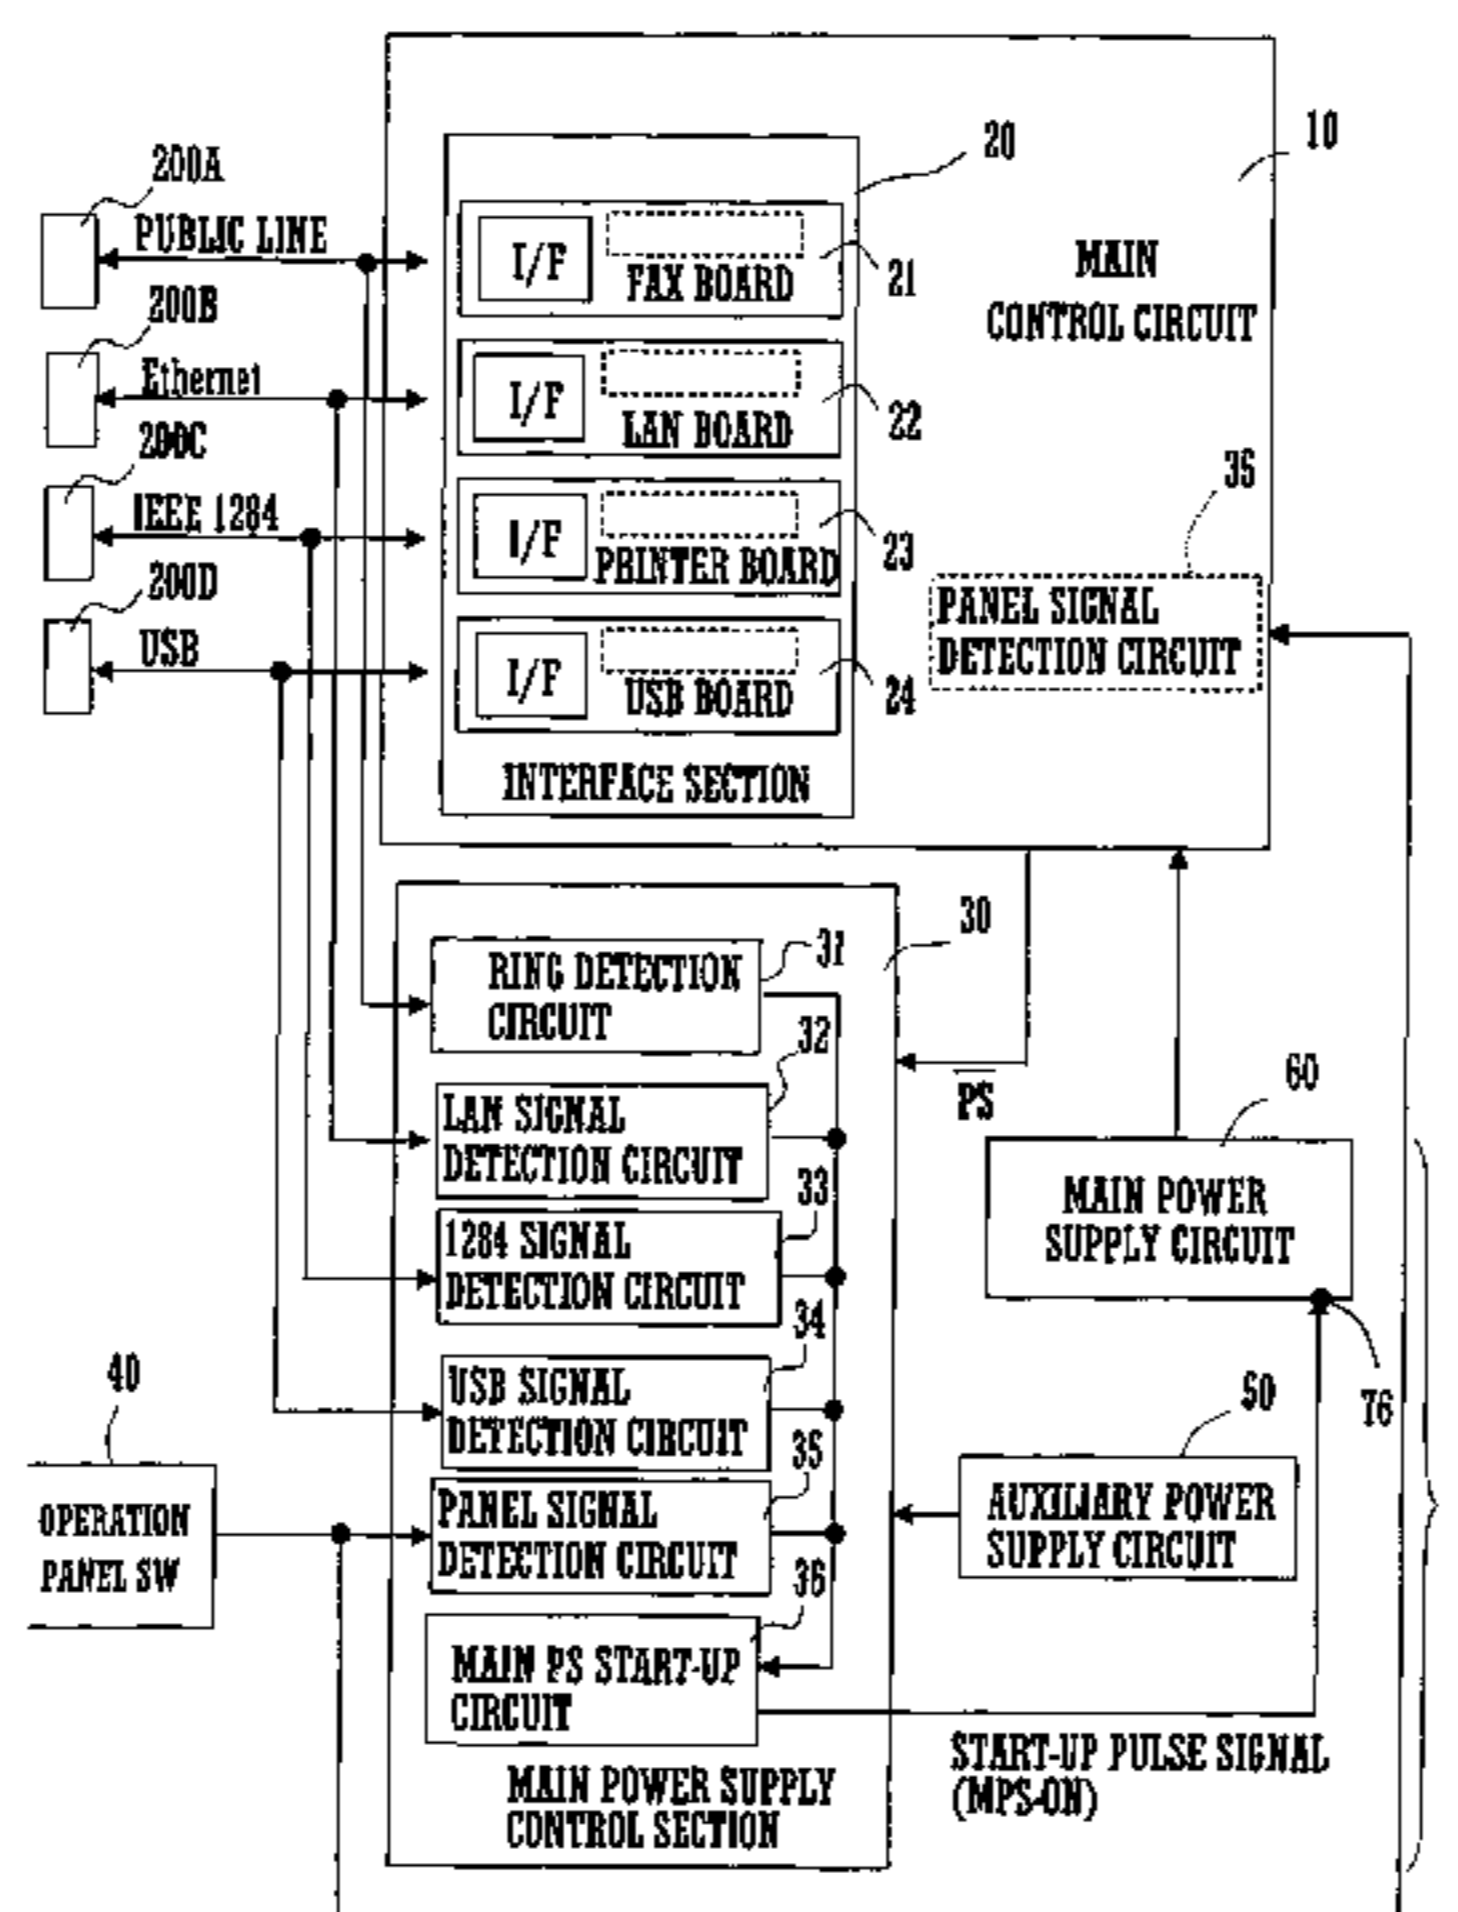 10
20
200A
PUBLIC LINE
I/F
FAX BOARD
21
MAIN
CONTROL CIRCUIT
200B
Ethernet
I/F
LAN BOARD
22
200C
IEEE 1284
I/F
PRINTER BOARD
23
35
PANEL SIGNAL
DETECTION CIRCUIT
200D
USB
I/F
USB BOARD
24
INTERFACE SECTION
30
RING DETECTION
CIRCUIT
31
32
PS
LAN SIGNAL
DETECTION CIRCUIT
60
MAIN POWER
SUPPLY CIRCUIT
33
1284 SIGNAL
DETECTION CIRCUIT
34
USB SIGNAL
DETECTION CIRCUIT
76
40
OPERATION
PANEL SW
35
PANEL SIGNAL
DETECTION CIRCUIT
50
AUXILIARY POWER
SUPPLY CIRCUIT
36
MAIN PS START-UP
CIRCUIT
START-UP PULSE SIGNAL
(MPS-ON)
MAIN POWER SUPPLY
CONTROL SECTION